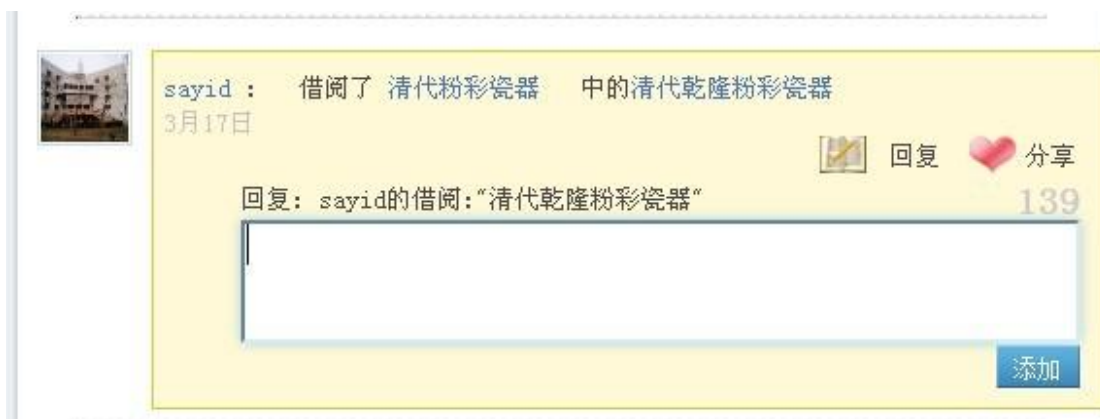 sayid： 借阅了 清代粉彩瓷器 中的清代乾隆粉彩瓷器
3月17日
回复 分享
回复: sayid的借阅:"清代乾隆粉彩瓷器"
139
添加